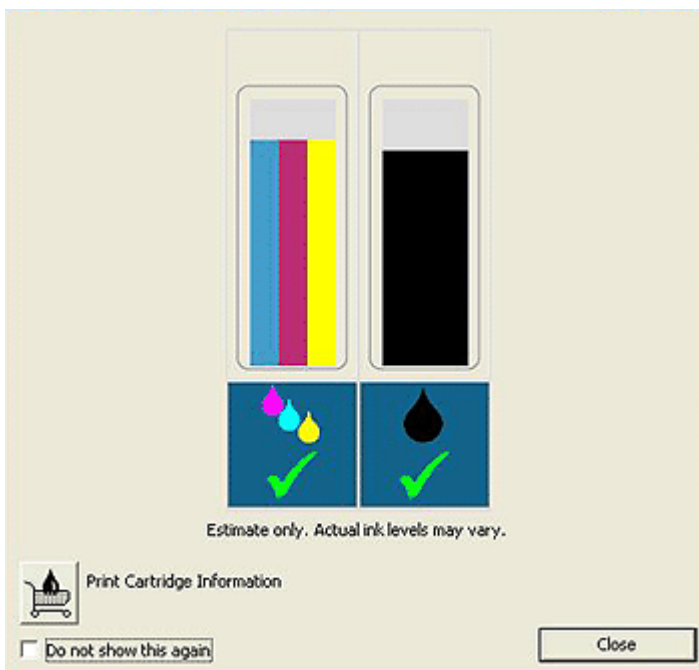 Estimate only. Actual ink levels may vary.
Print Cartridge Information
Do not show this again
Close